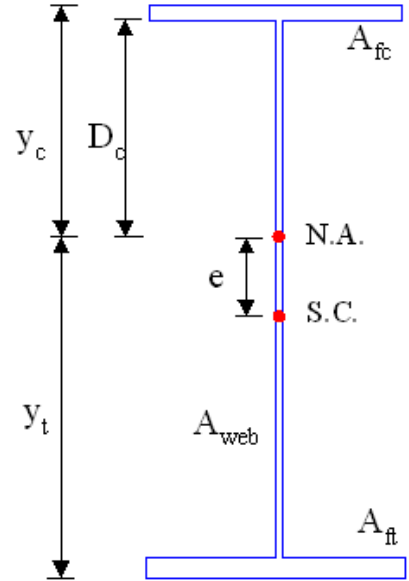 A_fc
y_c D_c
N.A.
e
S.C.
y_t
A_web
A_ft